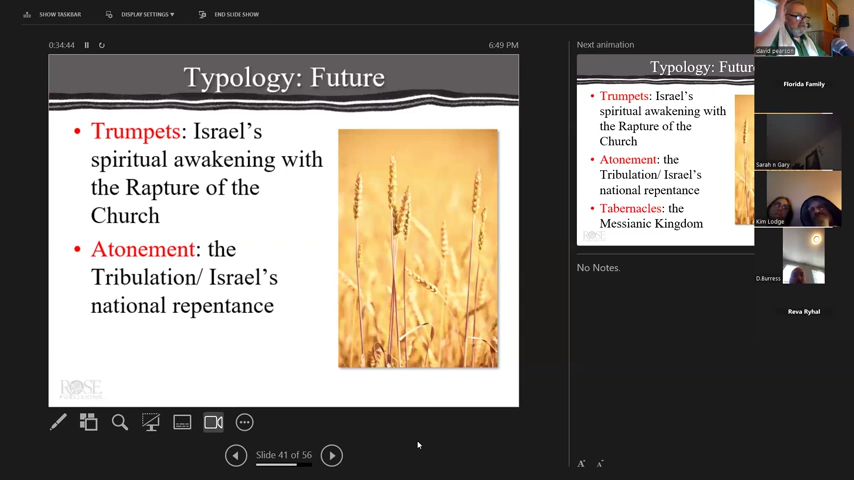 SHOW TASKBAR
DISPLAY SETTINGS ▼
END SLIDE SHOW
0:34:44
6:49 PM
Typology: Future
• Trumpets: Israel's
spiritual awakening with
the Rapture of the
Church
• Atonement: the
Tribulation/ Israel's
national repentance
ROSE
Slide 41 of 56
Next animation
Typology: Futur
• Trumpets: Israel's
spiritual awakening with
the Rapture of the
Church
• Atonement: the
Tribulation/ Israel's
national repentance
• Tabernacles: the
Messianic Kingdom
ROSE
No Notes.
A A
david pearson
Florida Family
Sarah n Gary
Kim Lodge
D.Burress
Reva Ryhal